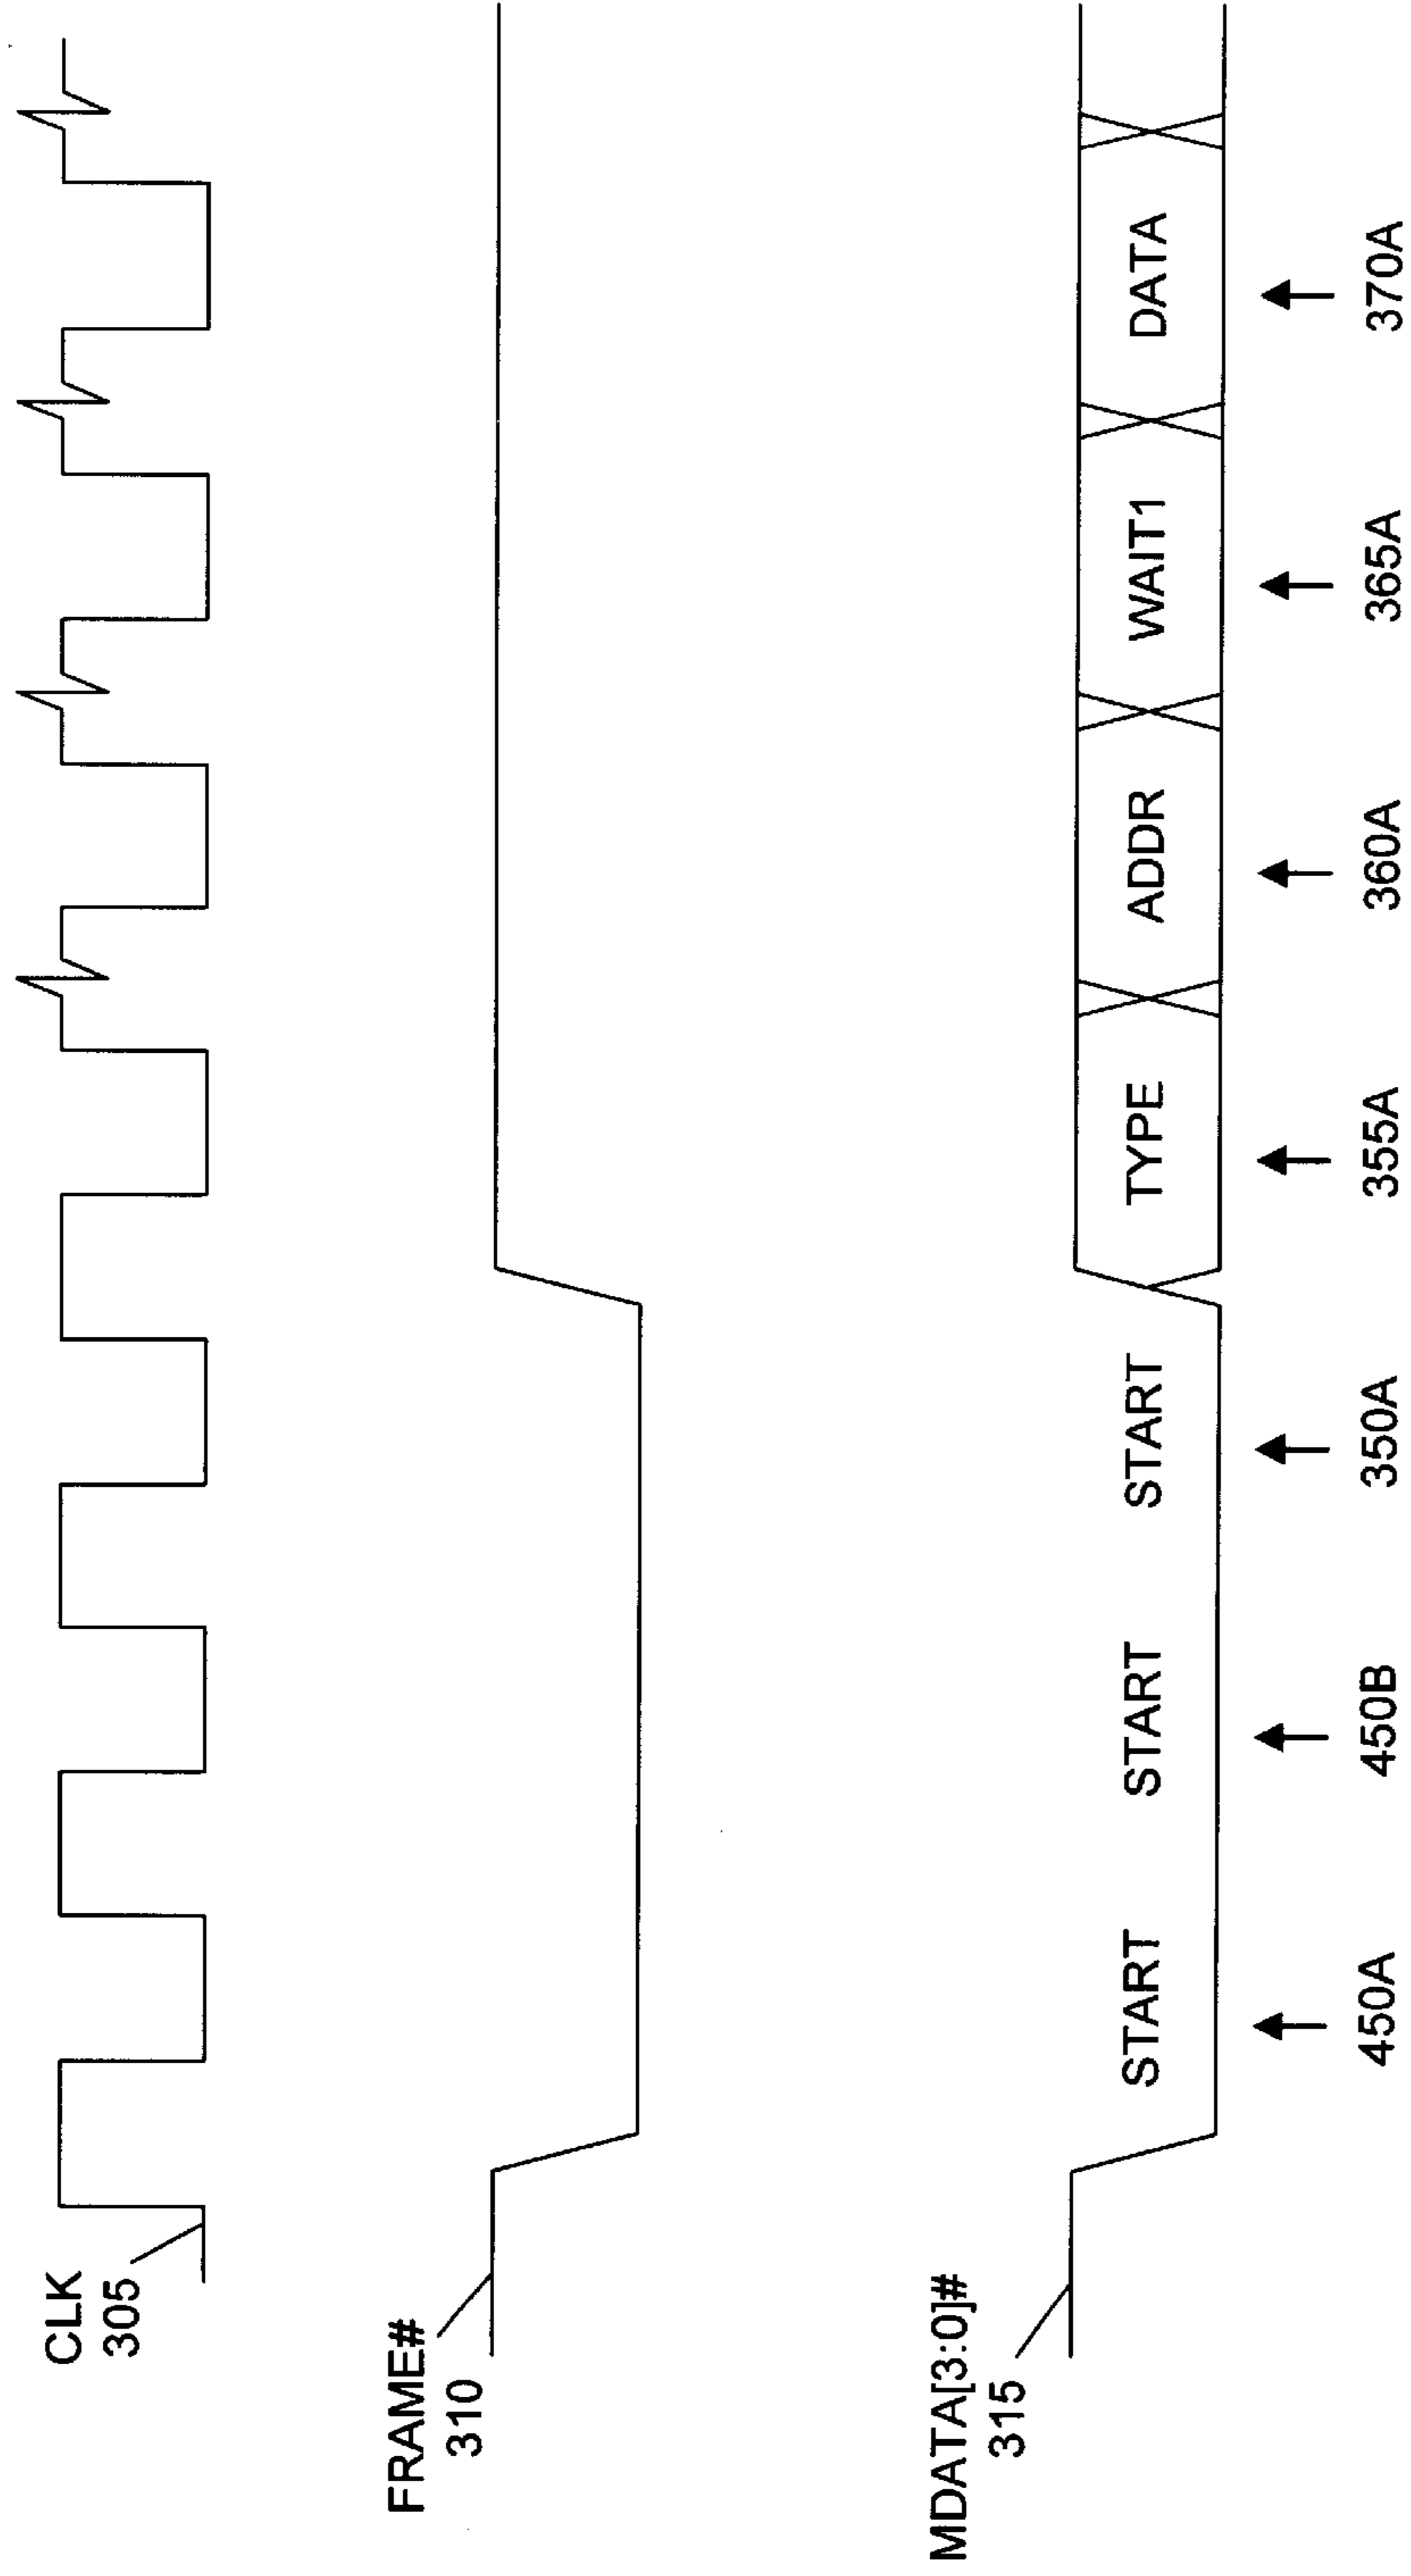 CLK
305
FRAME#
310
MDATA[3:0]#
315
START
START
START
TYPE
ADDR
WAIT1
DATA
450A
450B
350A
355A
360A
365A
370A